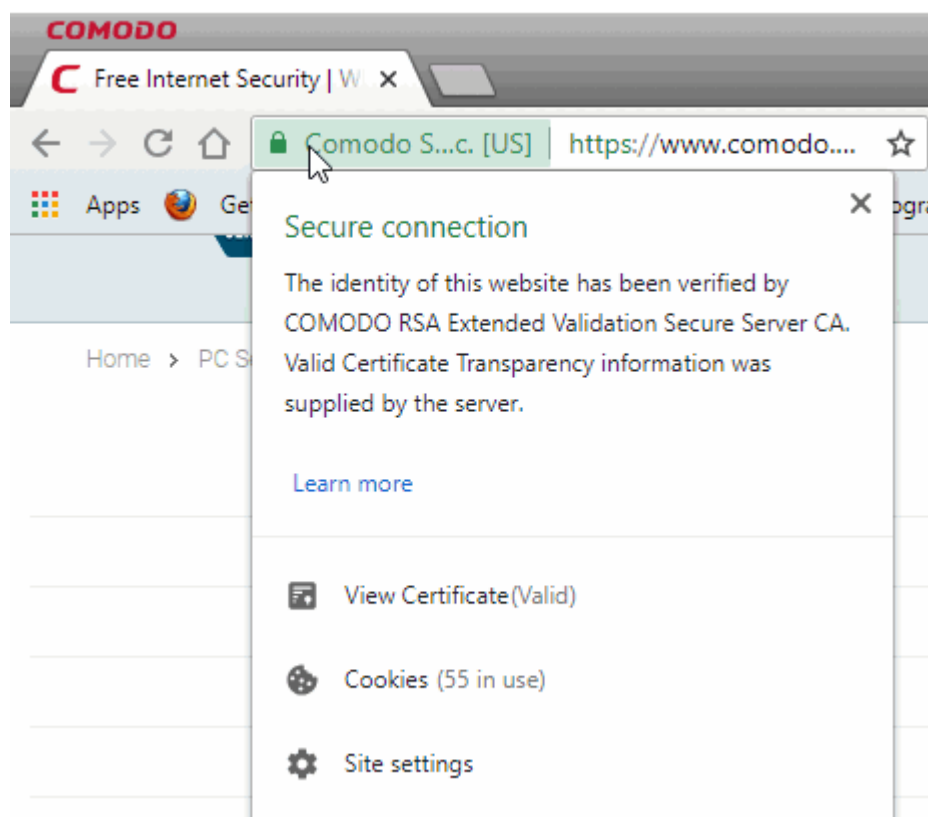 COMODO
Free Internet Security | W
Comodo S...c. [US] https://www.comodo....
Apps Ge
Secure connection
The identity of this website has been verified by
COMODO RSA Extended Validation Secure Server CA.
Valid Certificate Transparency information was
supplied by the server.
Home > PC S
Learn more
View Certificate(Valid)
Cookies (55 in use)
Site settings